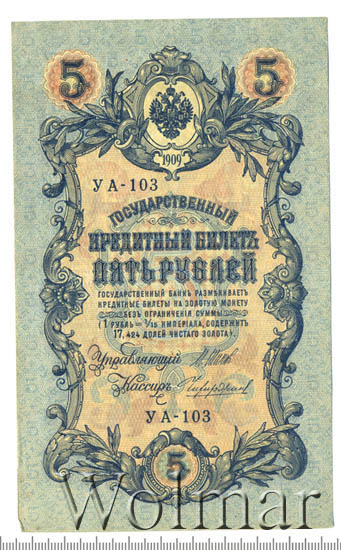 5 5
1909
УА-103
ГОСУДАРСТВЕННЫЙ
КРЕДИТНЫЙ БИЛЕТЪ
ПЯТЬ РУБЛЕЙ
ГОСУДАРСТВЕННЫЙ БАНКЪ РАЗМѢНИВАЕТЪ
КРЕДИТНЫЕ БИЛЕТЫ НА ЗОЛОТУЮ МОНЕТУ
БЕЗЪ ОГРАНИЧЕНІЯ СУММЫ
(1 РУБЛЬ = 1/15 ИМПЕРІАЛА, СОДЕРЖИТЪ
17,424 ДОЛЕЙ ЧИСТАГО ЗОЛОТА).
Управляющій
Кассиръ
УА-103
5
Wolmar